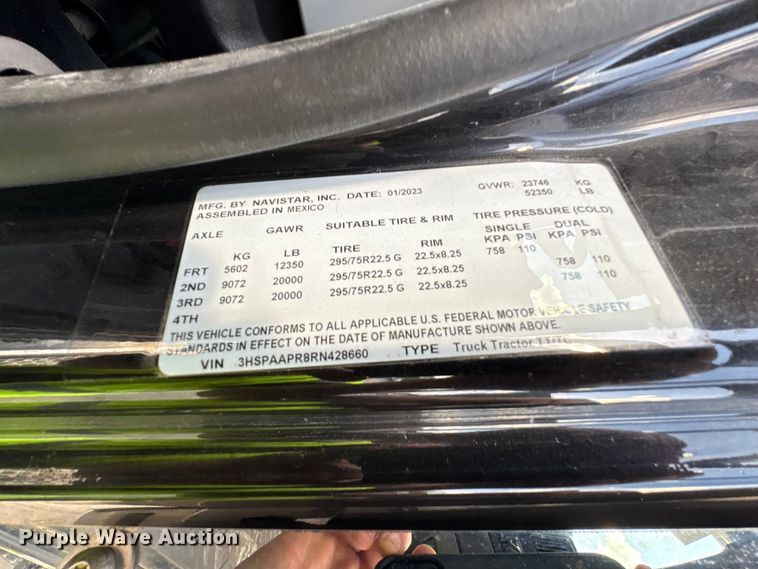 MFG. BY NAVISTAR, INC. DATE: 01/2023 GVWR: 23746 KG
ASSEMBLED IN MEXICO 52350 LB
GAWR SUITABLE TIRE & RIM TIRE PRESSURE (COLD)
AXLE SINGLE DUAL
KG LB TIRE RIM KPA PSI KPA PSI
FRT 5602 12350 295/75R22.5 G 22.5x8.25 758 110
2ND 9072 20000 295/75R22.5 G 22.5x8.25 758 110
3RD 9072 20000 295/75R22.5 G 22.5x8.25 758 110
4TH
THIS VEHICLE CONFORMS TO ALL APPLICABLE U.S. FEDERAL MOTOR VEHICLE SAFETY
STANDARDS IN EFFECT ON THE DATE OF MANUFACTURE SHOWN ABOVE.
VIN 3HSPAAPR8RN428660 TYPE Truck Tractor TT/TC
Purple Wave Auction